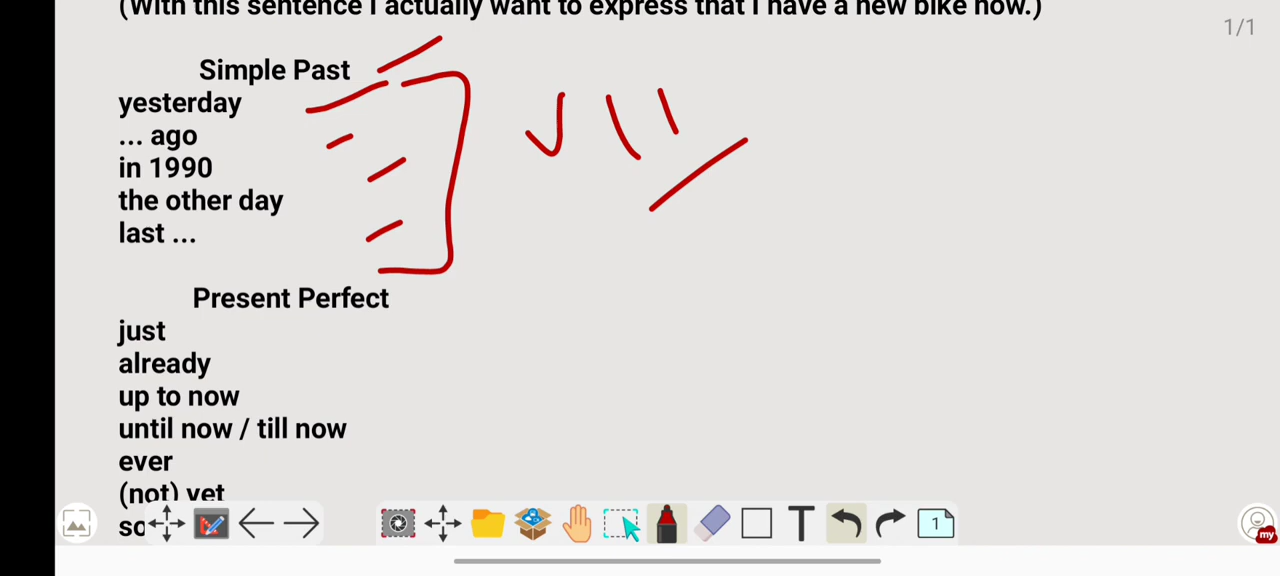 (With this sentence I actually want to express that I have a new bike now.)
1/1
Simple Past
yesterday
... ago
in 1990
the other day
last ...
Present Perfect
just
already
up to now
until now / till now
ever
(not) yet
so
T
1
my